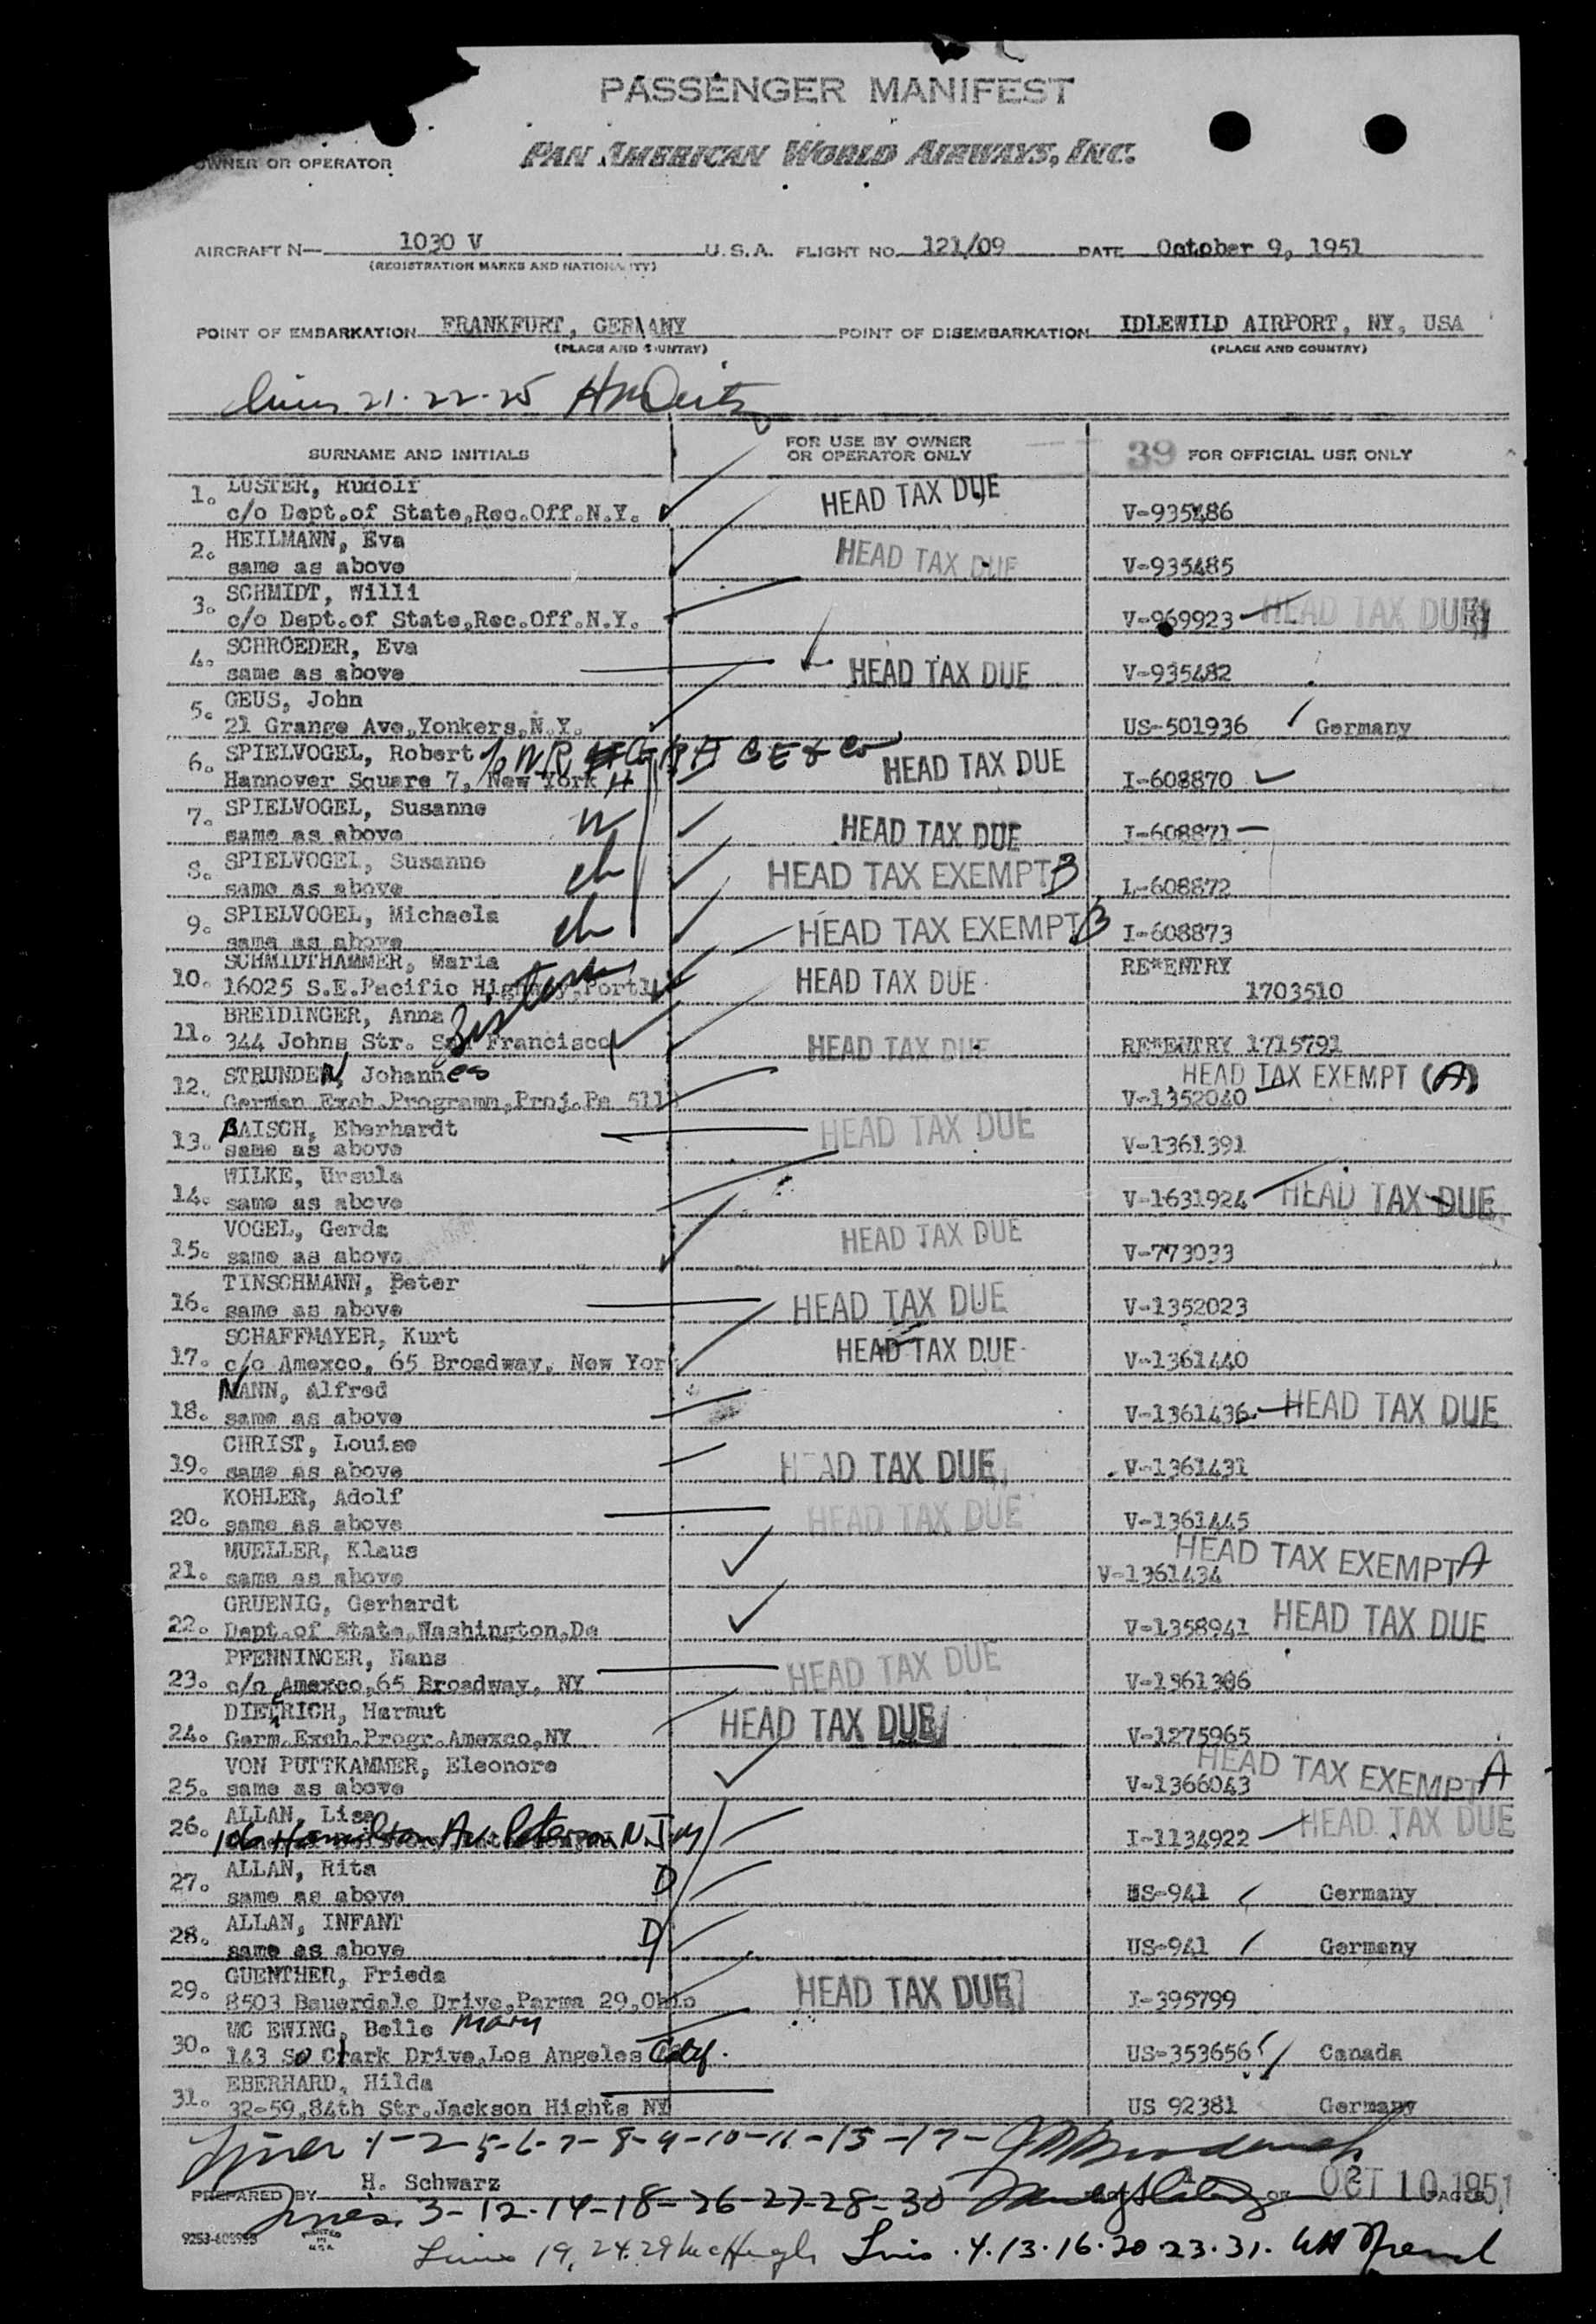 PASSENGER MANIFEST
OWNER OR OPERATOR PAN AMERICAN WORLD AIRWAYS, INC.
AIRCRAFT N— 1030 V U.S.A. FLIGHT NO. 121/09 DATE October 9, 1951
(REGISTRATION MARKS AND NATIONALITY)
POINT OF EMBARKATION FRANKFURT, GERMANY POINT OF DISEMBARKATION IDLEWILD AIRPORT, NY, USA
(PLACE AND COUNTRY) (PLACE AND COUNTRY)
21-22-25
SURNAME AND INITIALS FOR USE BY OWNER OR OPERATOR ONLY 39 FOR OFFICIAL USE ONLY
1. LUSTER, Rudolf
c/o Dept.of State,Rec.Off.N.Y. HEAD TAX DUE V-935486
2. HEILMANN, Eva
same as above HEAD TAX DUE V-935485
3. SCHMIDT, Willi
c/o Dept.of State,Rec.Off.N.Y. V-969923 HEAD TAX DUE
4. SCHROEDER, Eva
same as above HEAD TAX DUE V-935482
5. GEUS, John
21 Grange Ave,Yonkers,N.Y. US-501936 Germany
6. SPIELVOGEL, Robert c/o W.R. GRACE & Co
Hannover Square 7, New York H HEAD TAX DUE I-608870
7. SPIELVOGEL, Susanne
same as above W HEAD TAX DUE I-608871
8. SPIELVOGEL, Susanne
same as above ch HEAD TAX EXEMPT B I-608872
9. SPIELVOGEL, Michaela
same as above ch HEAD TAX EXEMPT B I-608873
10. SCHMIDTHAMMER, Maria RE*ENTRY
16025 S.E.Pacific Highway,Portl HEAD TAX DUE 1703510
Sisters
11. BREIDINGER, Anna
344 Johns Str. San Francisco HEAD TAX DUE RE*ENTRY 1715791
12. STRUNDEN, Johannes HEAD TAX EXEMPT (A)
German Exch.Programm,Proj.Pa 511 V-1352040
13. BAISCH, Eberhardt
same as above HEAD TAX DUE V-1361391
14. WILKE, Ursula
same as above V-1631924 HEAD TAX DUE
15. VOGEL, Gerda
same as above HEAD TAX DUE V-773033
16. TINSCHMANN, Peter
same as above HEAD TAX DUE V-1352023
17. SCHAFFMAYER, Kurt
c/o Amexco, 65 Broadway, New Yor HEAD TAX DUE V-1361440
18. NANN, Alfred
same as above V-1361436 HEAD TAX DUE
19. CHRIST, Louise
same as above HEAD TAX DUE V-1361431
20. KOHLER, Adolf
same as above HEAD TAX DUE V-1361445
21. MUELLER, Klaus
same as above V-1361434 HEAD TAX EXEMPT A
22. GRUENIG, Gerhardt
Dept.of State,Washington,Dc V-1358941 HEAD TAX DUE
23. PFENNINGER, Hans
c/o Amexco,65 Broadway, NY HEAD TAX DUE V-1361386
24. DIETRICH, Harmut
Germ.Exch.Progr.Amexco,NY HEAD TAX DUE V-1275965
25. VON PUTTKAMMER, Eleonore
same as above V-1366043 HEAD TAX EXEMPT A
26. ALLAN, Lisa
106 Hamilton Av. Paterson N.J. M I-1134922 HEAD TAX DUE
27. ALLAN, Rita
same as above D US-941 Germany
28. ALLAN, INFANT
same as above D US-941 Germany
29. GUENTHER, Frieda
8503 Bauerdale Drive,Parma 29,Ohio HEAD TAX DUE I-395799
30. MC EWING, Belle Mary
143 So Clark Drive,Los Angeles Calif. US-353656 Canada
31. EBERHARD, Hilda
32-59,84th Str.Jackson Hights NY US 92381 Germany
Lines 1-2-5-6-7-8-9-10-11-15-17-
PREPARED BY H. Schwarz OF 2 PAGES OCT 10 1951
Lines 3-12-14-18-26-27-28-30
PRINTED IN U.S.A.
Lines 19, 24, 29 McHugh Lines 4.13.16.20.23.31.